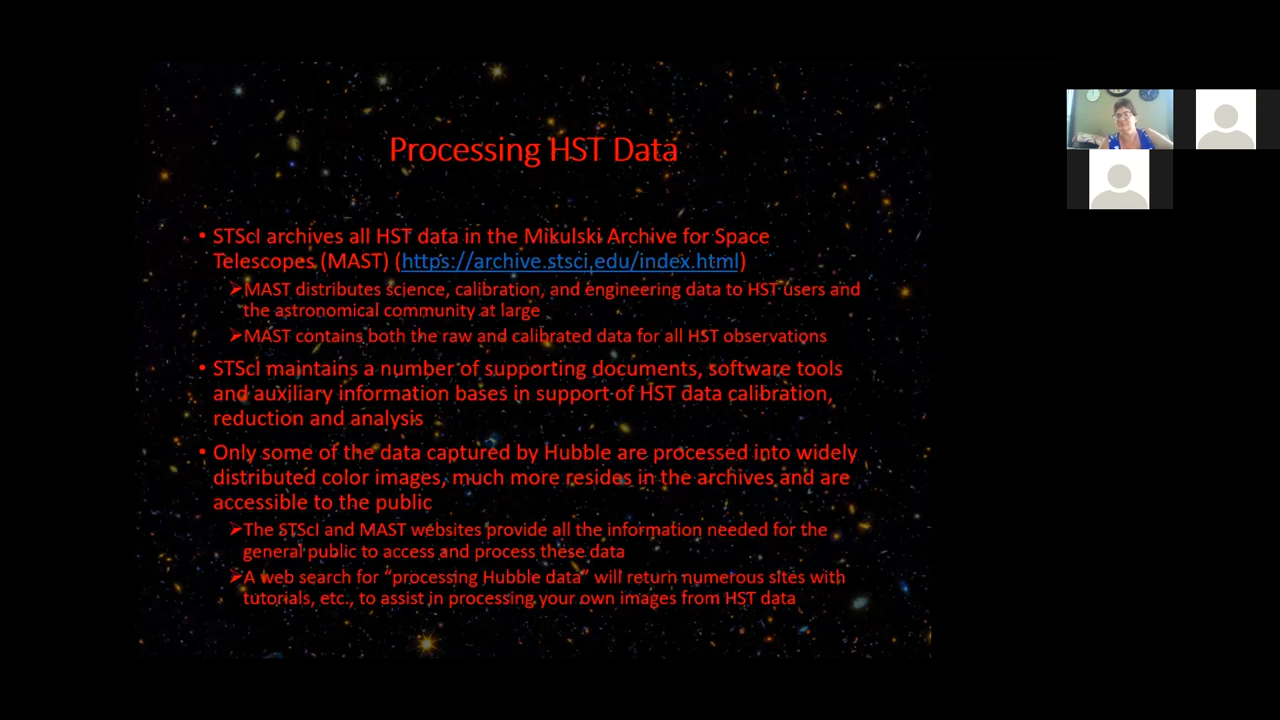 Processing HST Data
• STScI archives all HST data in the Mikulski Archive for Space
Telescopes (MAST) (https://archive.stsci.edu/index.html)
➢MAST distributes science, calibration, and engineering data to HST users and
the astronomical community at large
➢MAST contains both the raw and calibrated data for all HST observations
• STScI maintains a number of supporting documents, software tools
and auxiliary information bases in support of HST data calibration,
reduction and analysis
• Only some of the data captured by Hubble are processed into widely
distributed color images, much more resides in the archives and are
accessible to the public
➢The STScI and MAST websites provide all the information needed for the
general public to access and process these data
➢A web search for “processing Hubble data” will return numerous sites with
tutorials, etc., to assist in processing your own images from HST data